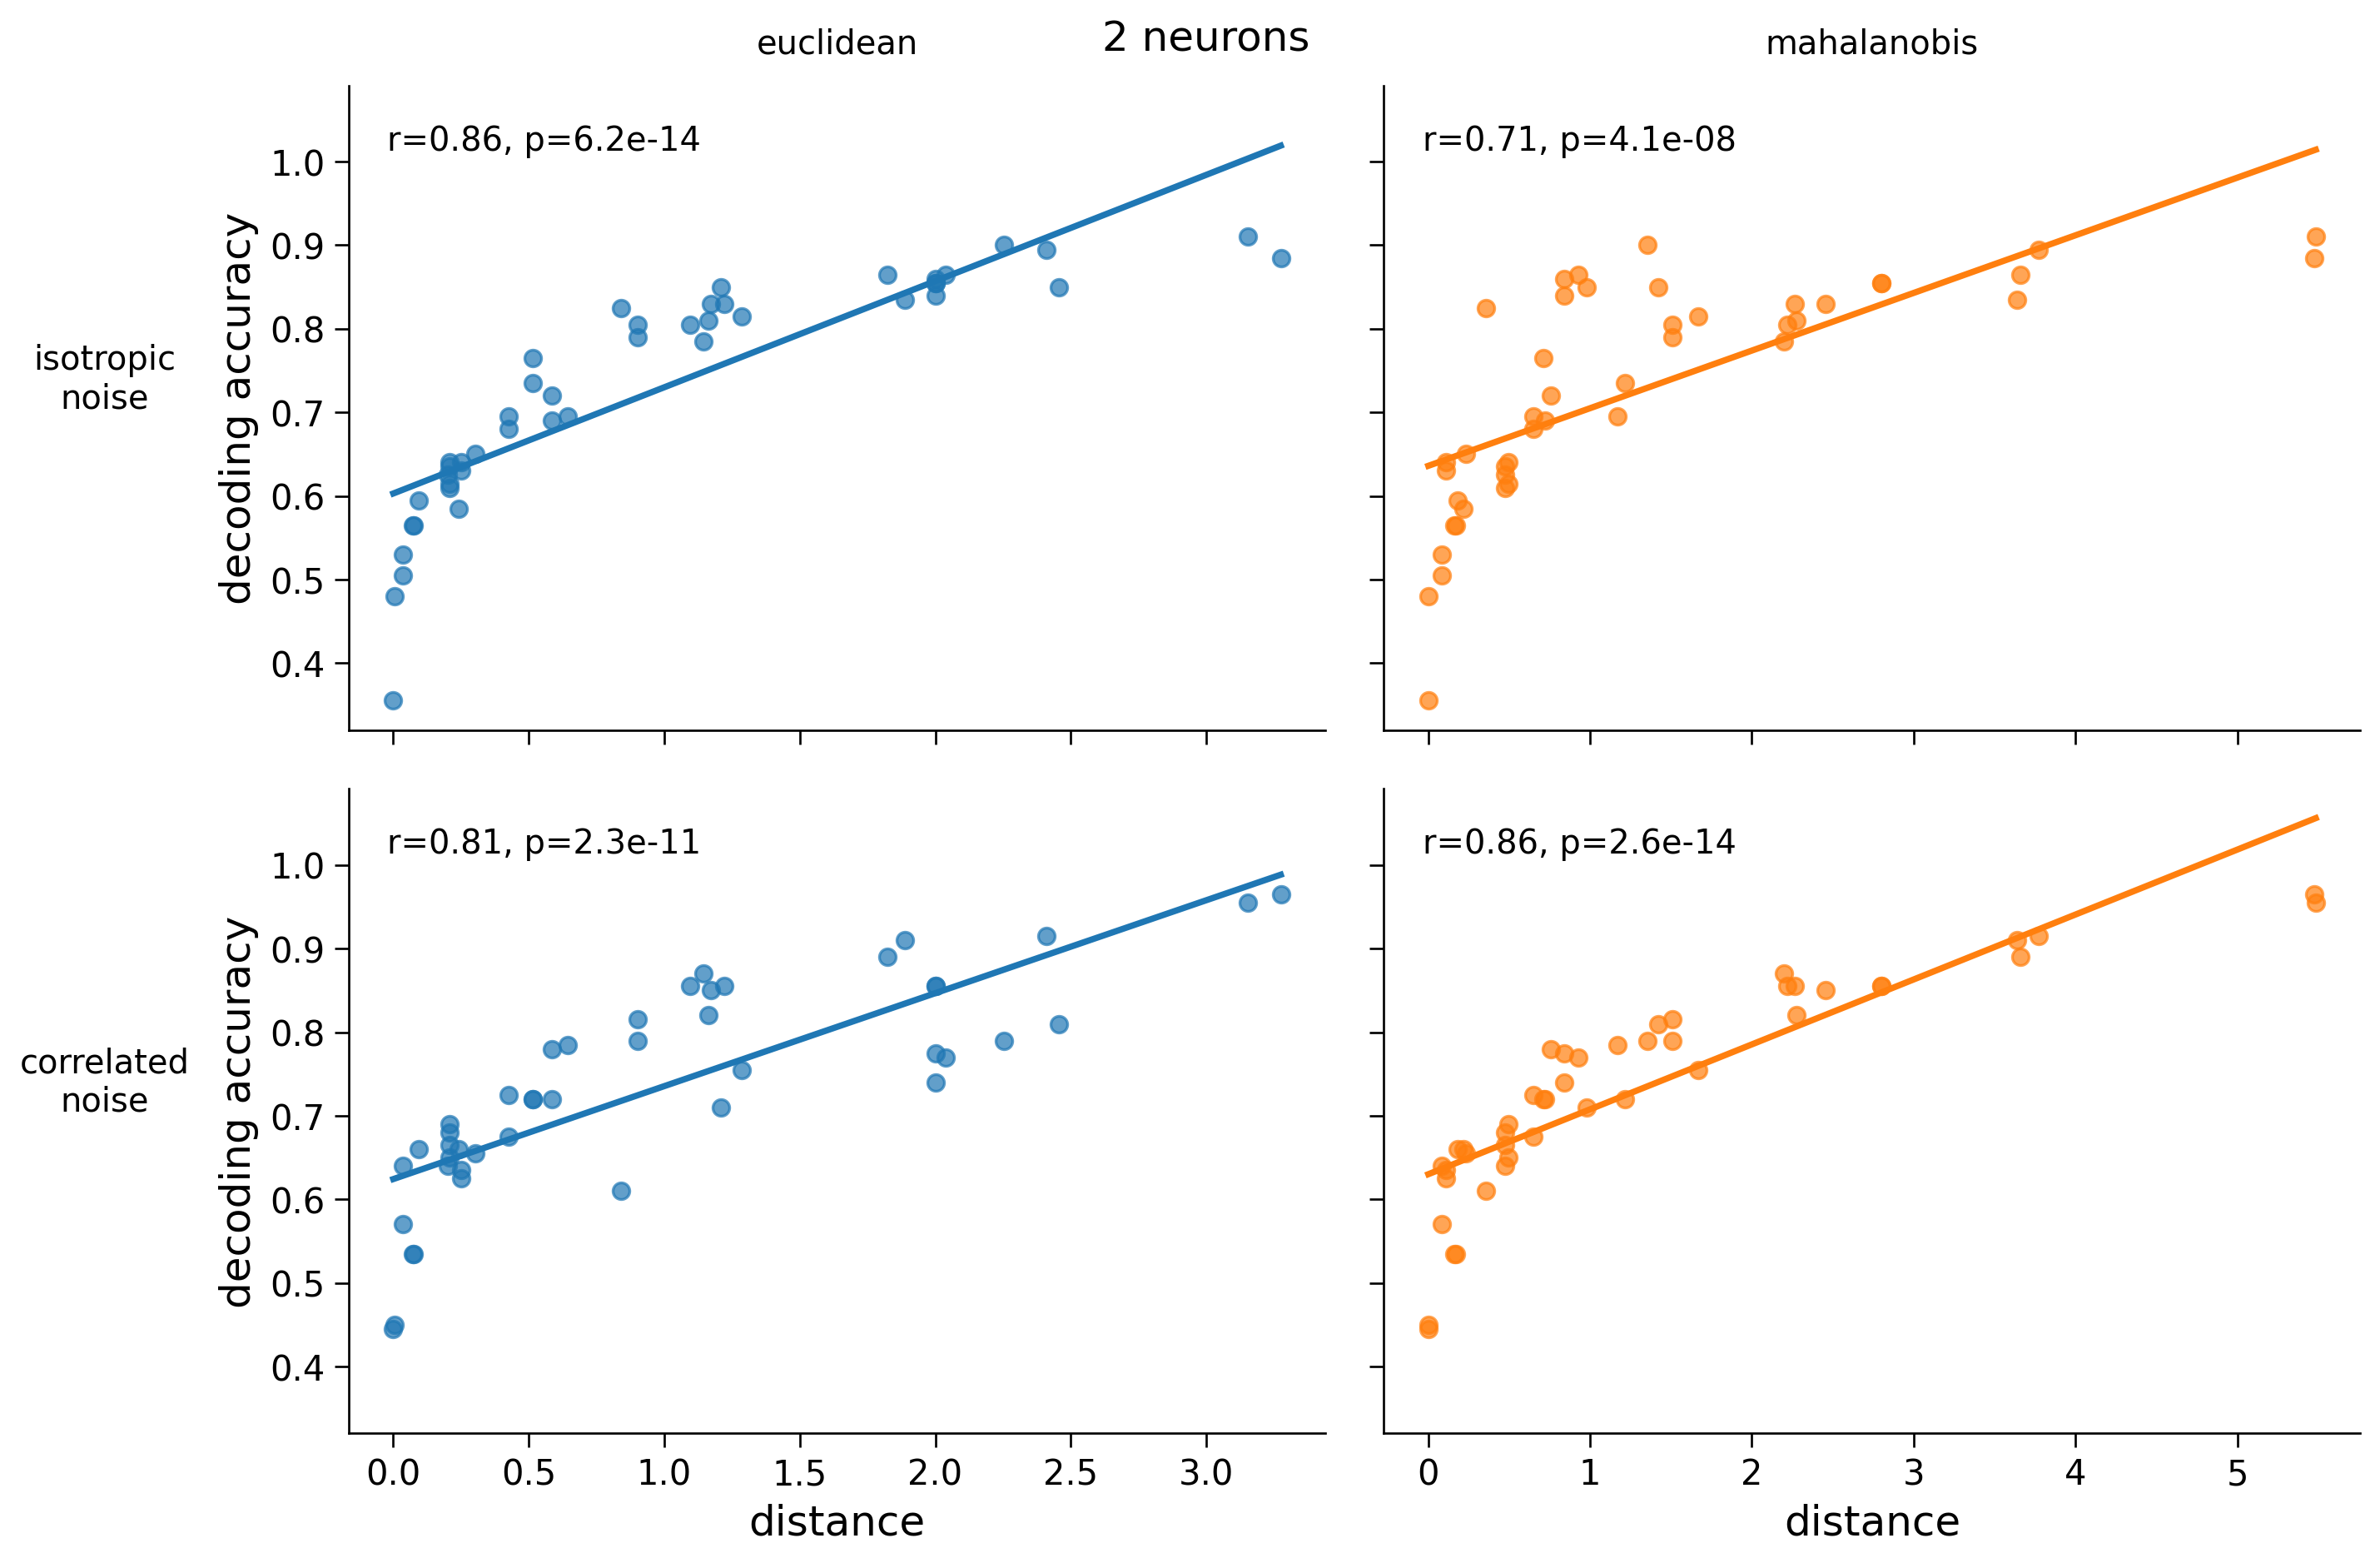 2 neurons
euclidean
mahalanobis
isotropic
noise
decoding accuracy
1.0
0.9
0.8
0.7
0.6
0.5
0.4
r=0.86, p=6.2e-14
r=0.71, p=4.1e-08
correlated
noise
decoding accuracy
1.0
0.9
0.8
0.7
0.6
0.5
0.4
r=0.81, p=2.3e-11
r=0.86, p=2.6e-14
0.0 0.5 1.0 1.5 2.0 2.5 3.0
distance
0 1 2 3 4 5
distance